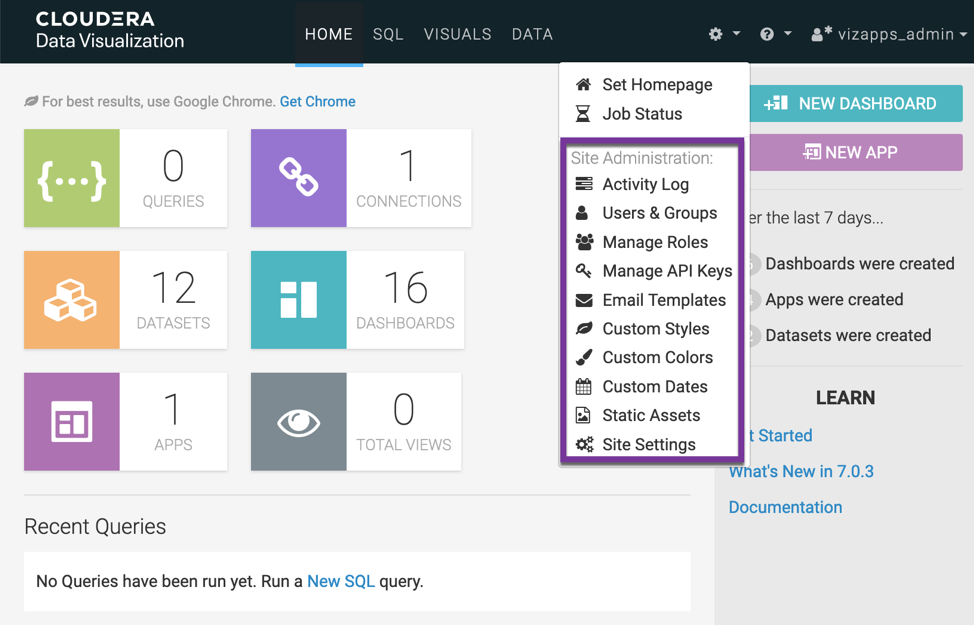 CLOUDERA
Data Visualization
HOME SQL VISUALS DATA
vizapps_admin
For best results, use Google Chrome. Get Chrome
0
QUERIES
1
CONNECTIONS
12
DATASETS
16
DASHBOARDS
1
APPS
0
TOTAL VIEWS
Recent Queries
No Queries have been run yet. Run a New SQL query.
Set Homepage
Job Status
Site Administration:
Activity Log
Users & Groups
Manage Roles
Manage API Keys
Email Templates
Custom Styles
Custom Colors
Custom Dates
Static Assets
Site Settings
NEW DASHBOARD
NEW APP
er the last 7 days...
Dashboards were created
Apps were created
Datasets were created
LEARN
t Started
What's New in 7.0.3
Documentation